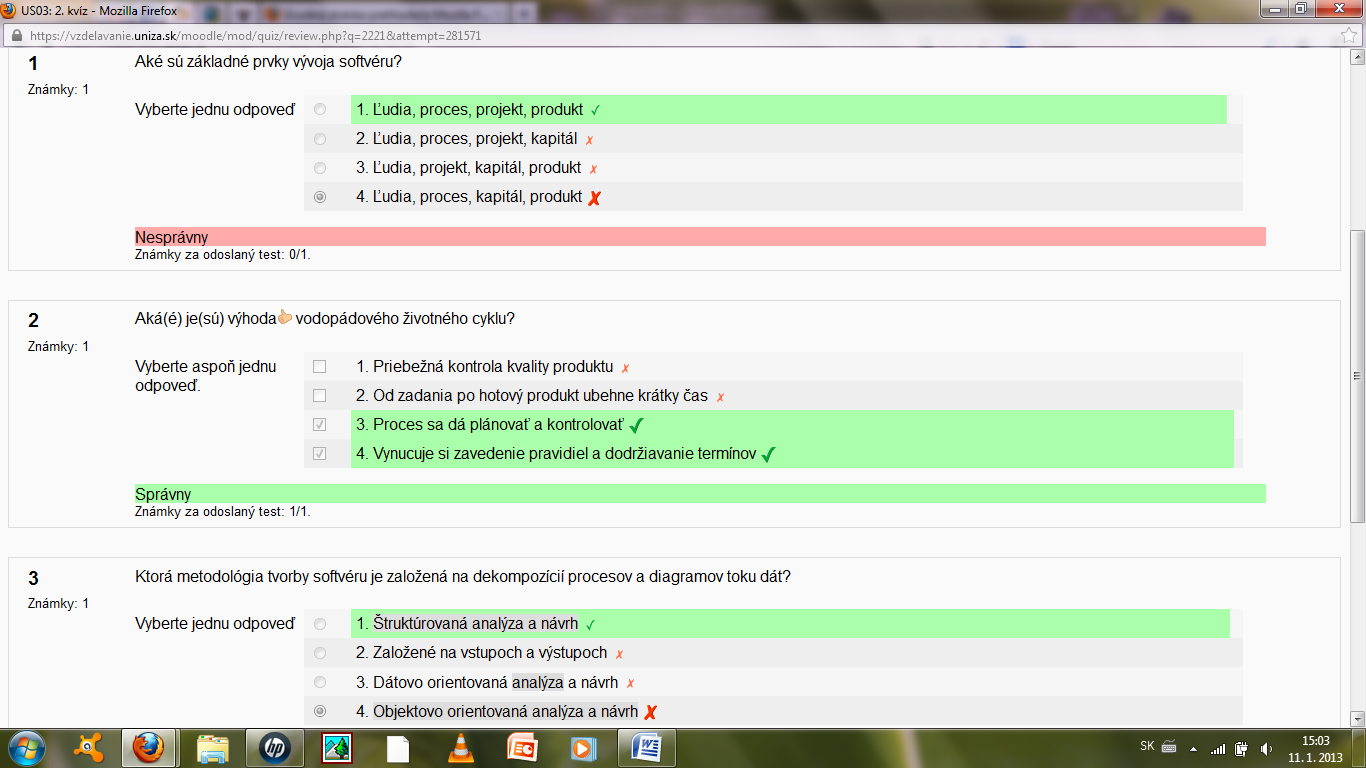 US03: 2. kvíz - Mozilla Firefox
https://vzdelavanie.uniza.sk/moodle/mod/quiz/review.php?q=2221&attempt=281571
1
Aké sú základné prvky vývoja softvéru?
Známky: 1
Vyberte jednu odpoveď
1. Ľudia, proces, projekt, produkt ✓
2. Ľudia, proces, projekt, kapitál ✗
3. Ľudia, projekt, kapitál, produkt ✗
4. Ľudia, proces, kapitál, produkt ✗
Nesprávny
Známky za odoslaný test: 0/1.
2
Aká(é) je(sú) výhoda vodopádového životného cyklu?
Známky: 1
Vyberte aspoň jednu
odpoveď.
1. Priebežná kontrola kvality produktu ✗
2. Od zadania po hotový produkt ubehne krátky čas ✗
3. Proces sa dá plánovať a kontrolovať ✓
4. Vynucuje si zavedenie pravidiel a dodržiavanie termínov ✓
Správny
Známky za odoslaný test: 1/1.
3
Ktorá metodológia tvorby softvéru je založená na dekompozícií procesov a diagramov toku dát?
Známky: 1
Vyberte jednu odpoveď
1. Štruktúrovaná analýza a návrh ✓
2. Založené na vstupoch a výstupoch ✗
3. Dátovo orientovaná analýza a návrh ✗
4. Objektovo orientovaná analýza a návrh ✗
SK
15:03
11. 1. 2013